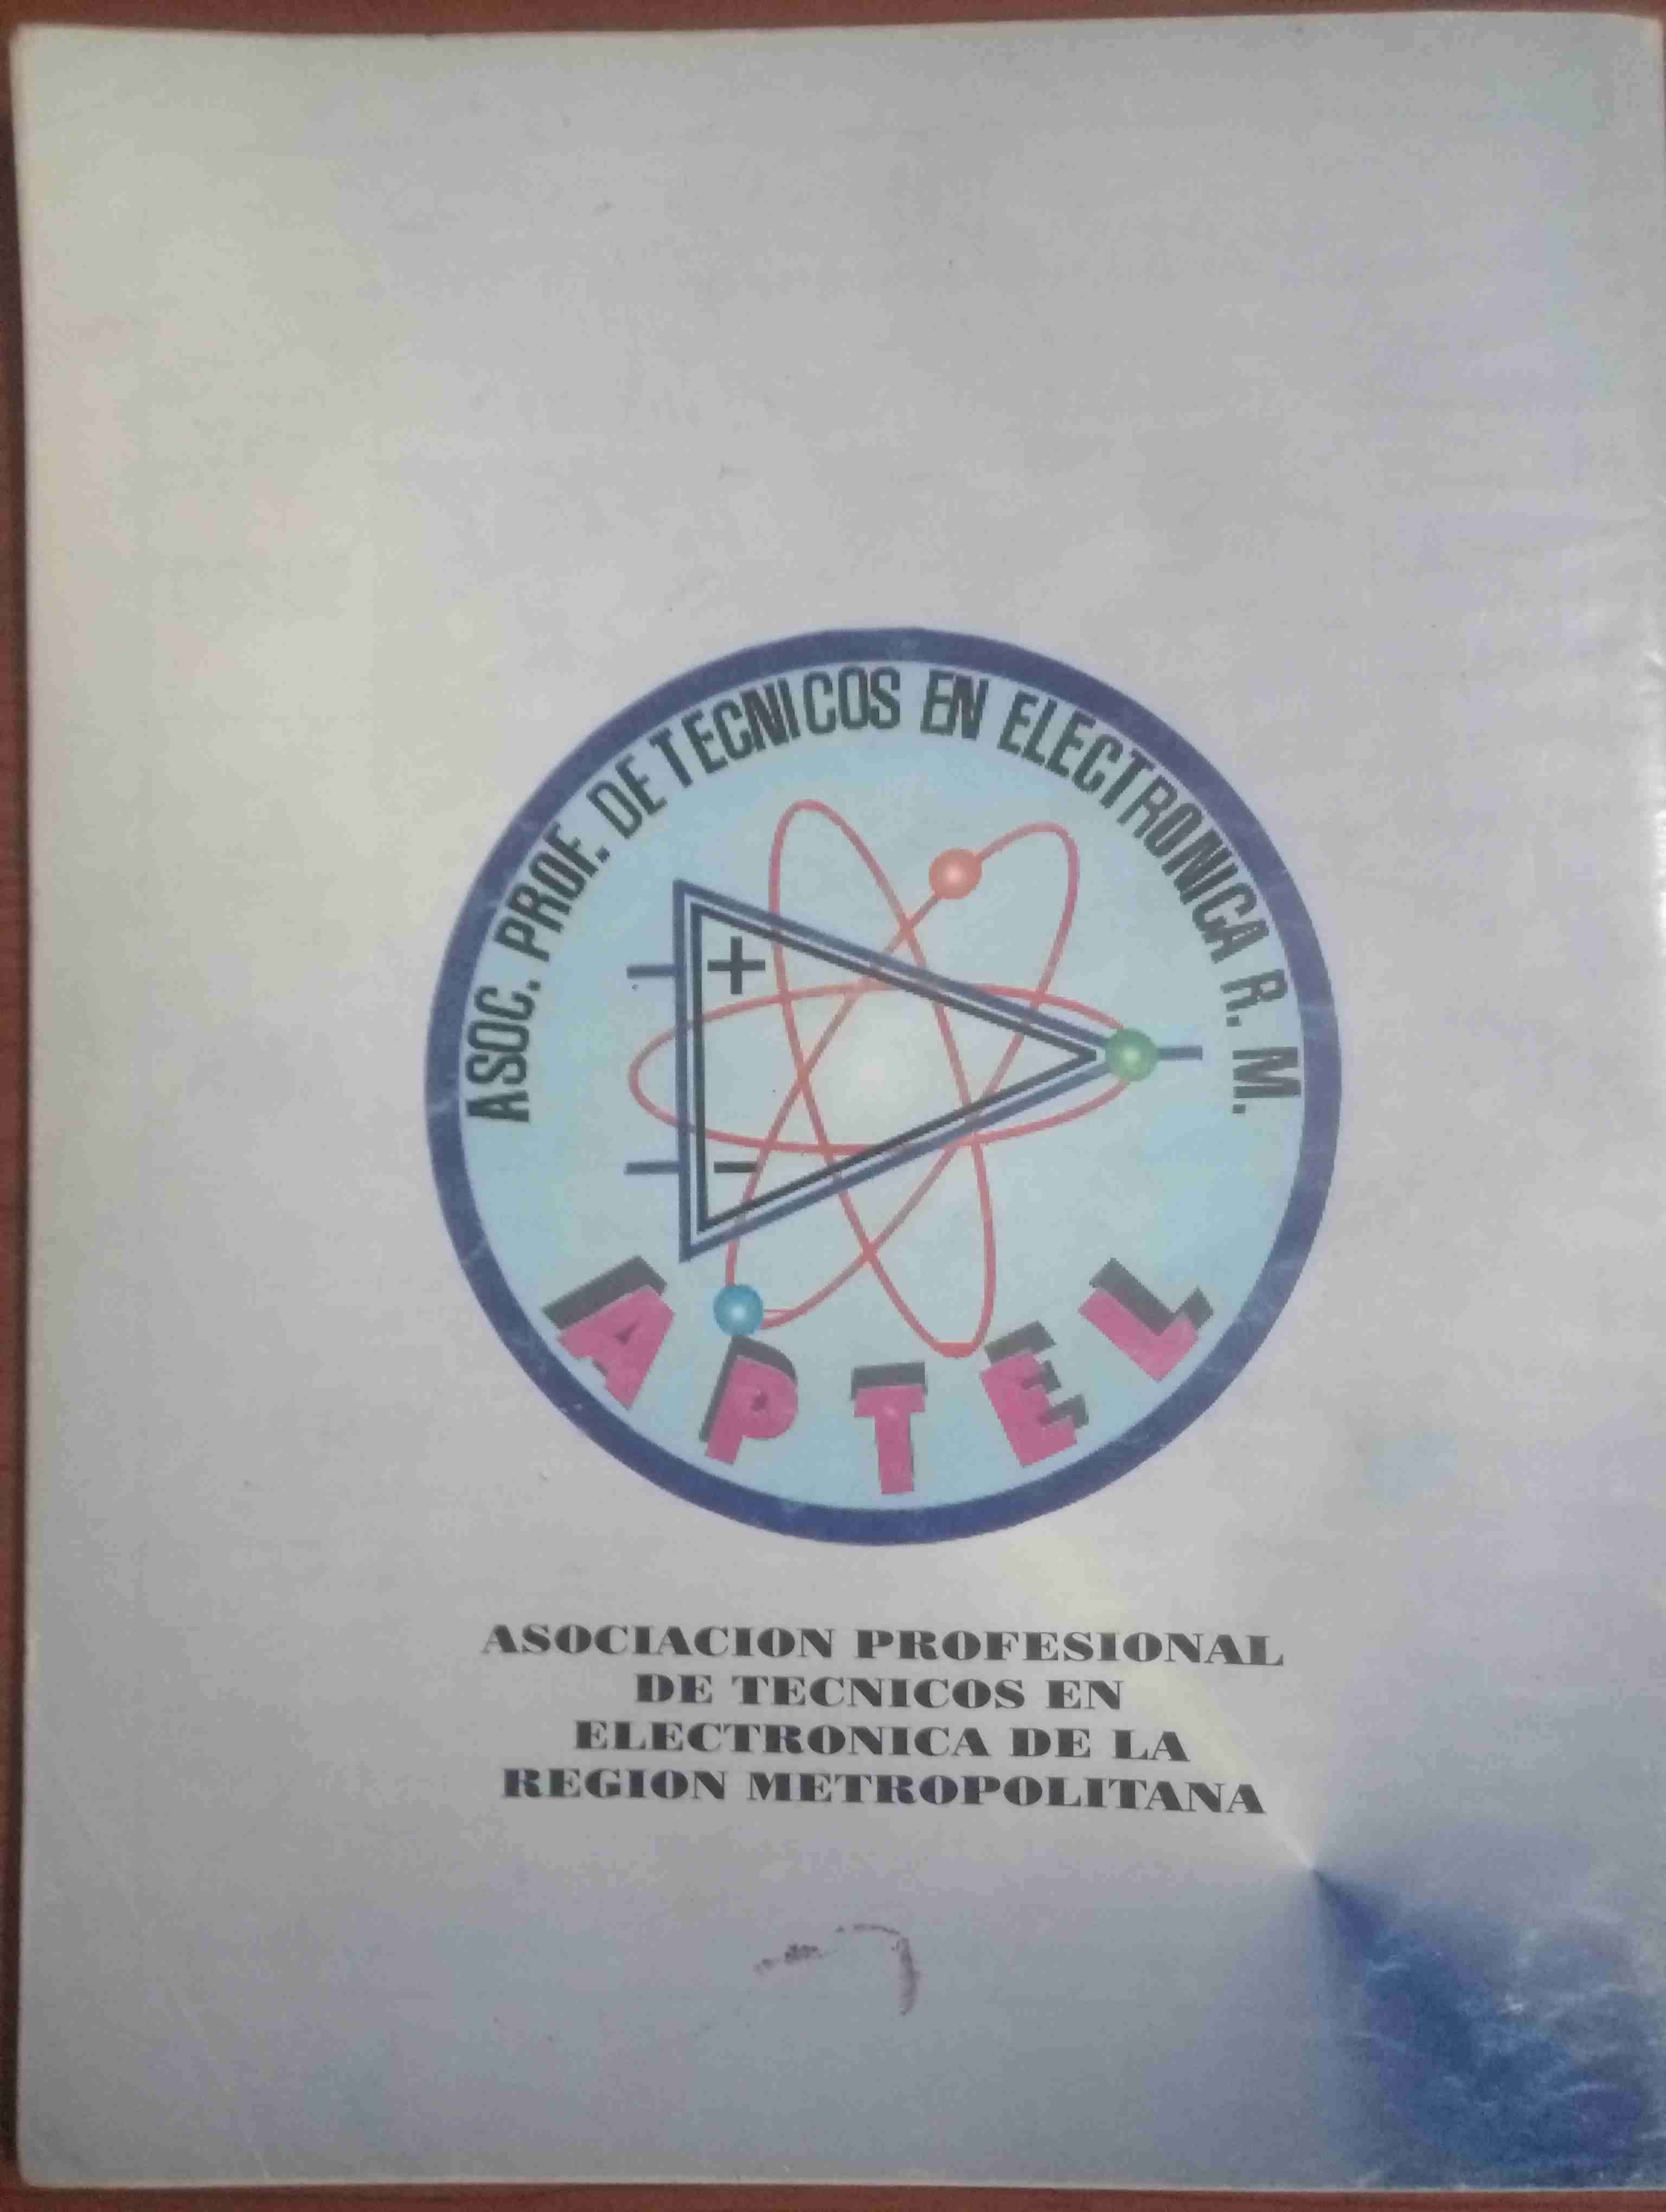 ASOC. PROF. DE TECNICOS EN ELECTRONICA R. M.
+
−
APTEL
ASOCIACION PROFESIONAL
DE TECNICOS EN
ELECTRONICA DE LA
REGION METROPOLITANA